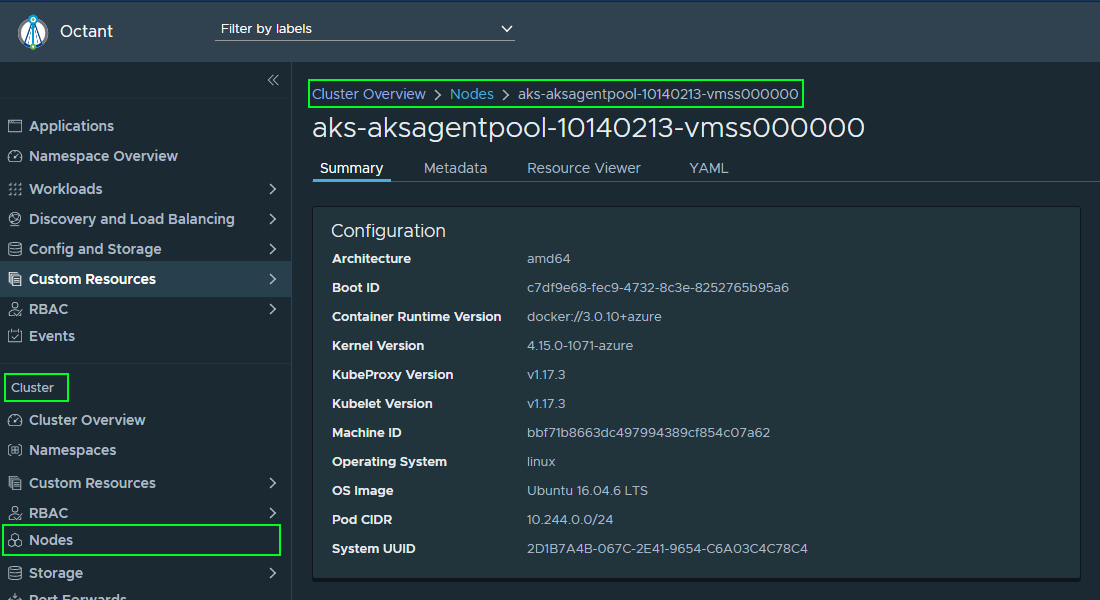 Octant
Filter by labels
Applications
Namespace Overview
Workloads
Discovery and Load Balancing
Config and Storage
Custom Resources
RBAC
Events
Cluster
Cluster Overview
Namespaces
Custom Resources
RBAC
Nodes
Storage
Port Forwards
Cluster Overview > Nodes > aks-aksagentpool-10140213-vmss000000
aks-aksagentpool-10140213-vmss000000
Summary Metadata Resource Viewer YAML
Configuration
Architecture amd64
Boot ID c7df9e68-fec9-4732-8c3e-8252765b95a6
Container Runtime Version docker://3.0.10+azure
Kernel Version 4.15.0-1071-azure
KubeProxy Version v1.17.3
Kubelet Version v1.17.3
Machine ID bbf71b8663dc497994389cf854c07a62
Operating System linux
OS Image Ubuntu 16.04.6 LTS
Pod CIDR 10.244.0.0/24
System UUID 2D1B7A4B-067C-2E41-9654-C6A03C4C78C4